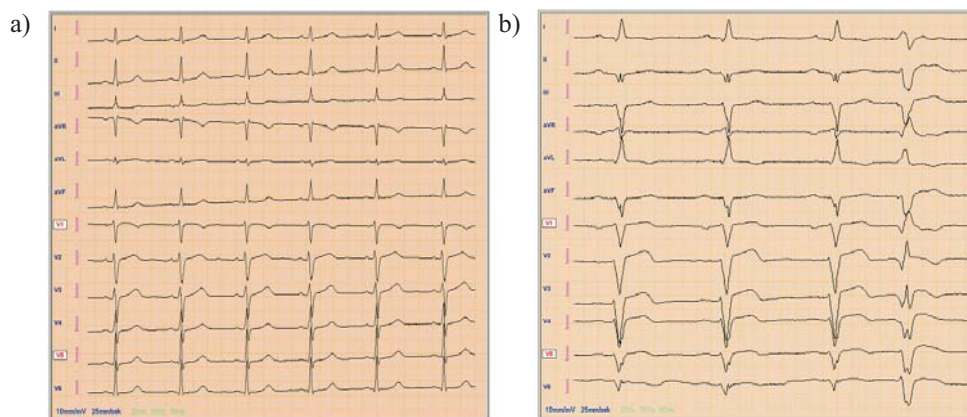 a)
I
II
III
aVR
aVL
aVF
V1
V2
V3
V4
V5
V6
10mm/mV 25mm/sek
b)
I
II
III
aVR
aVL
aVF
V1
V2
V3
V4
V5
V6
10mm/mV 25mm/sek